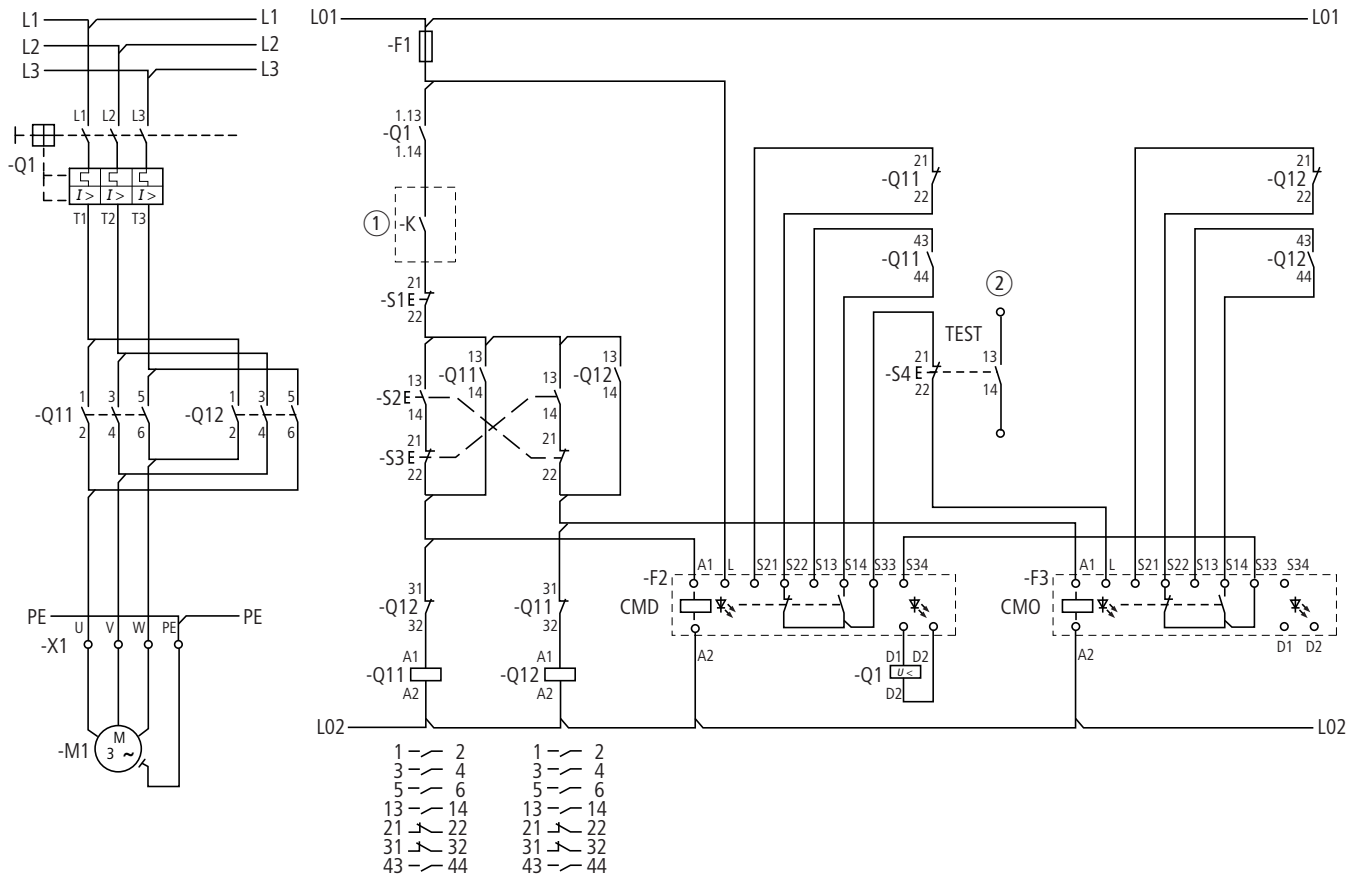 L1 L1 L01 L01
L2 L2
L3 L3
-F1
L1 L2 L3
1.13
-Q1
1.14
-Q1
I > I > I >
T1 T2 T3
21
-Q11
22
21
-Q12
22
1 -K
43
-Q11
44
43
-Q12
44
21
-S1 E
22
2
TEST
21
-S4 E
22
13
14
13
-Q11
14
13
-Q12
14
13
-S2 E
14
13
14
21
-S3 E
22
21
22
1 3 5
-Q11
2 4 6
1 3 5
-Q12
2 4 6
-F2
A1 L S21 S22 S13 S14 S33 S34
CMD
A2
D1 D2
-Q1 U <
D2
-F3
A1 L S21 S22 S13 S14 S33 S34
CMO
A2
D1 D2
31
-Q12
32
31
-Q11
32
A1
-Q11
A2
A1
-Q12
A2
PE PE
U V W PE
-X1
L02 L02
-M1
M
3 ~
1 2 1 2
3 4 3 4
5 6 5 6
13 14 13 14
21 22 21 22
31 32 31 32
43 44 43 44